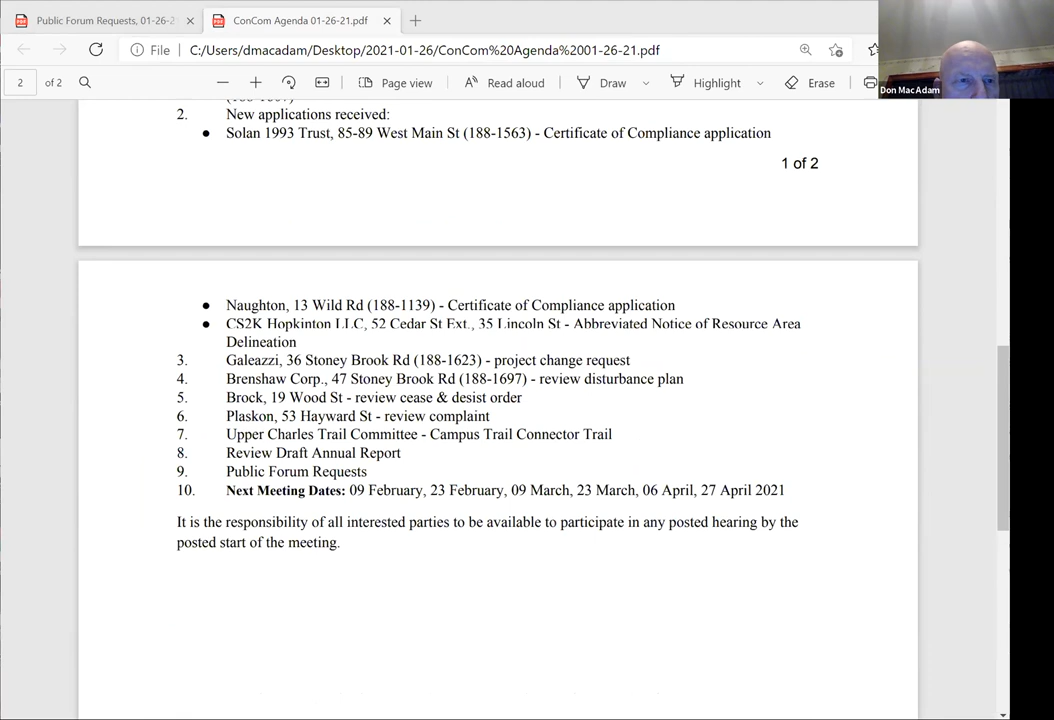 Public Forum Requests, 01-26-2
ConCom Agenda 01-26-21.pdf
File C:/Users/dmacadam/Desktop/2021-01-26/ConCom%20Agenda%2001-26-21.pdf
2 of 2 Page view Read aloud Draw Highlight Erase
Don MacAdam
2. New applications received:
● Solan 1993 Trust, 85-89 West Main St (188-1563) - Certificate of Compliance application
1 of 2
● Naughton, 13 Wild Rd (188-1139) - Certificate of Compliance application
● CS2K Hopkinton LLC, 52 Cedar St Ext., 35 Lincoln St - Abbreviated Notice of Resource Area
Delineation
3. Galeazzi, 36 Stoney Brook Rd (188-1623) - project change request
4. Brenshaw Corp., 47 Stoney Brook Rd (188-1697) - review disturbance plan
5. Brock, 19 Wood St - review cease & desist order
6. Plaskon, 53 Hayward St - review complaint
7. Upper Charles Trail Committee - Campus Trail Connector Trail
8. Review Draft Annual Report
9. Public Forum Requests
10. Next Meeting Dates: 09 February, 23 February, 09 March, 23 March, 06 April, 27 April 2021
It is the responsibility of all interested parties to be available to participate in any posted hearing by the
posted start of the meeting.